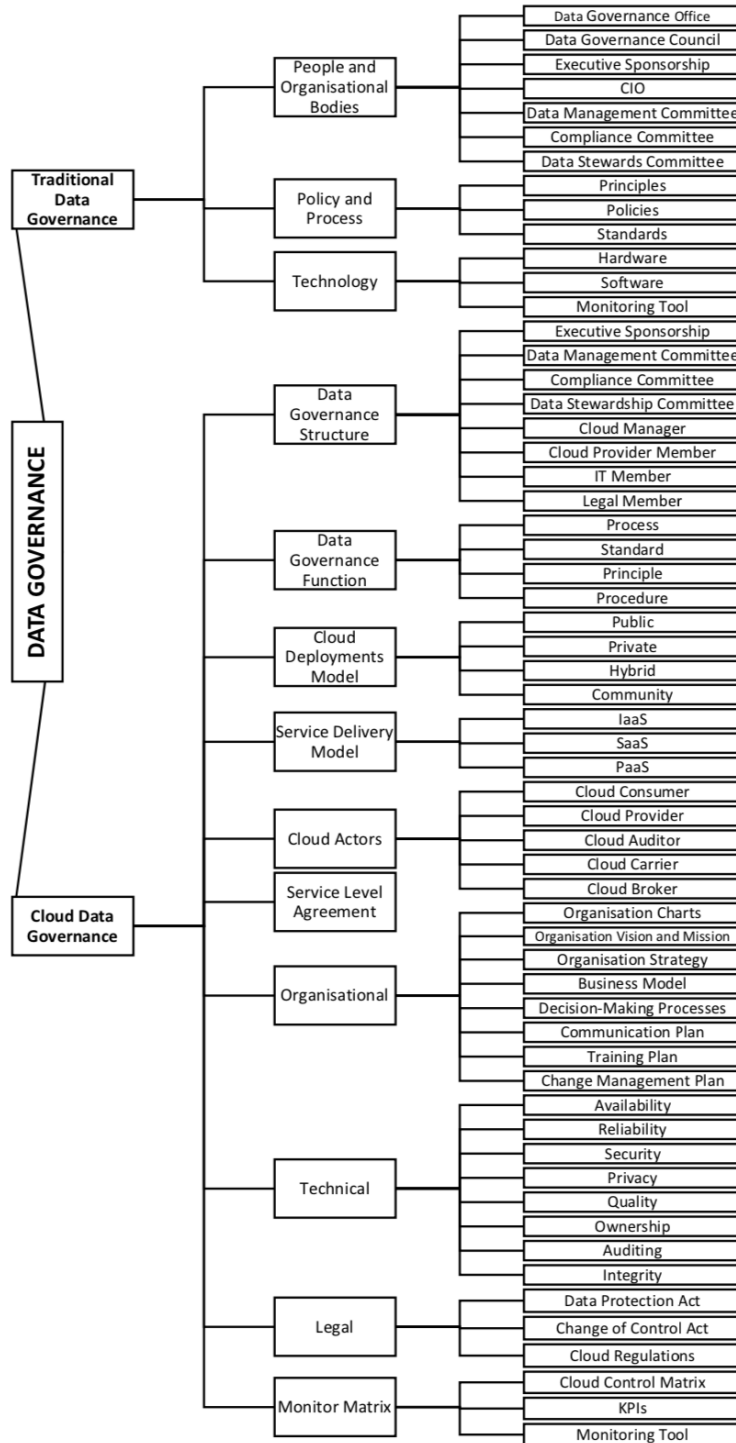 DATA GOVERNANCE
Traditional
Data
Governance
People and
Organisational
Bodies
Data Governance Office
Data Governance Council
Executive Sponsorship
CIO
Data Management Committee
Compliance Committee
Data Stewards Committee
Policy and
Process
Principles
Policies
Standards
Technology
Hardware
Software
Monitoring Tool
Cloud Data
Governance
Data
Governance
Structure
Executive Sponsorship
Data Management Committee
Compliance Committee
Data Stewardship Committee
Cloud Manager
Cloud Provider Member
IT Member
Legal Member
Data
Governance
Function
Process
Standard
Principle
Procedure
Cloud
Deployments
Model
Public
Private
Hybrid
Community
Service Delivery
Model
IaaS
SaaS
PaaS
Cloud Actors
Cloud Consumer
Cloud Provider
Cloud Auditor
Cloud Carrier
Cloud Broker
Service Level
Agreement
Organisational
Organisation Charts
Organisation Vision and Mission
Organisation Strategy
Business Model
Decision-Making Processes
Communication Plan
Training Plan
Change Management Plan
Technical
Availability
Reliability
Security
Privacy
Quality
Ownership
Auditing
Integrity
Legal
Data Protection Act
Change of Control Act
Cloud Regulations
Monitor Matrix
Cloud Control Matrix
KPIs
Monitoring Tool